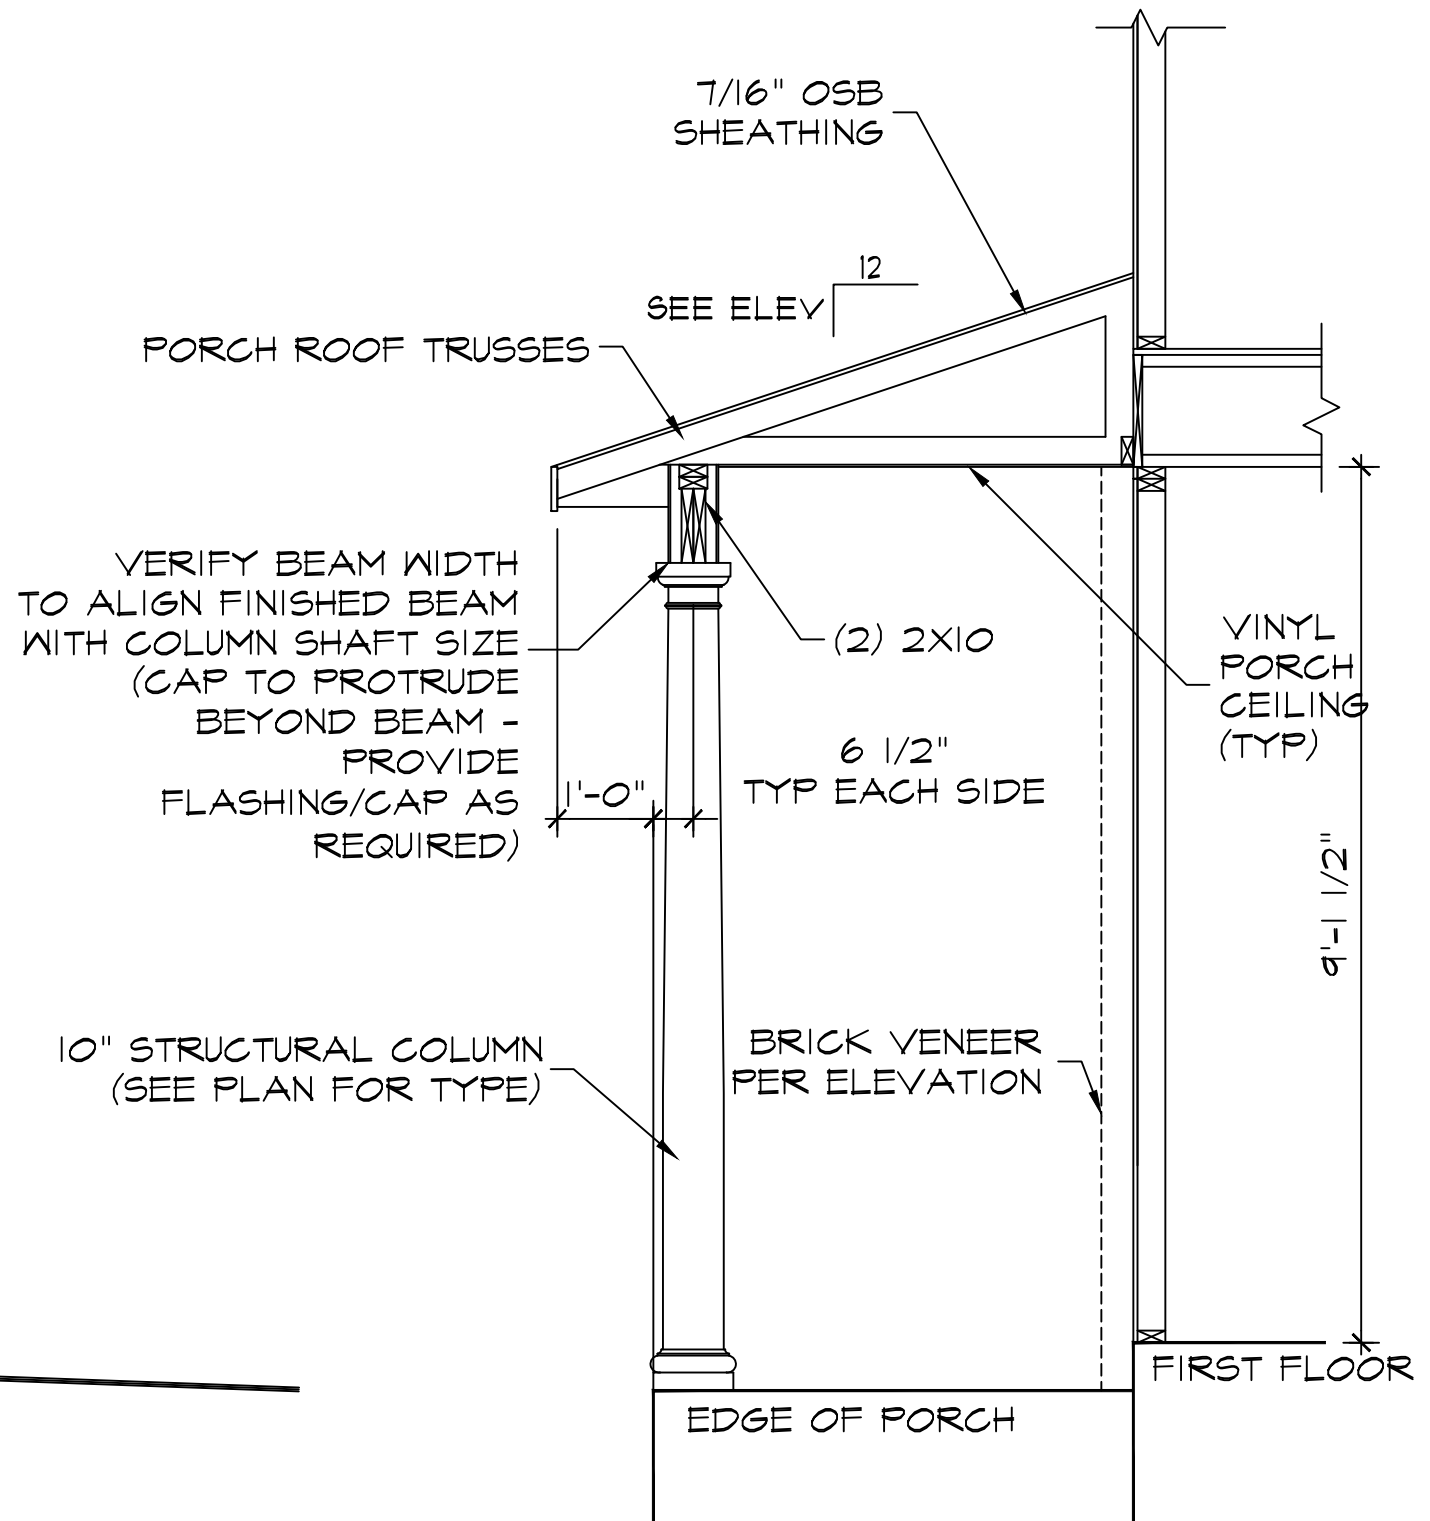 7/16" OSB
SHEATHING
12
SEE ELEV
PORCH ROOF TRUSSES
VERIFY BEAM WIDTH
TO ALIGN FINISHED BEAM
WITH COLUMN SHAFT SIZE
(CAP TO PROTRUDE
BEYOND BEAM -
PROVIDE
FLASHING/CAP AS
REQUIRED)
(2) 2X10
VINYL
PORCH
CEILING
(TYP)
6 1/2"
TYP EACH SIDE
1'-0"
9'-1 1/2"
10" STRUCTURAL COLUMN
(SEE PLAN FOR TYPE)
BRICK VENEER
PER ELEVATION
FIRST FLOOR
EDGE OF PORCH